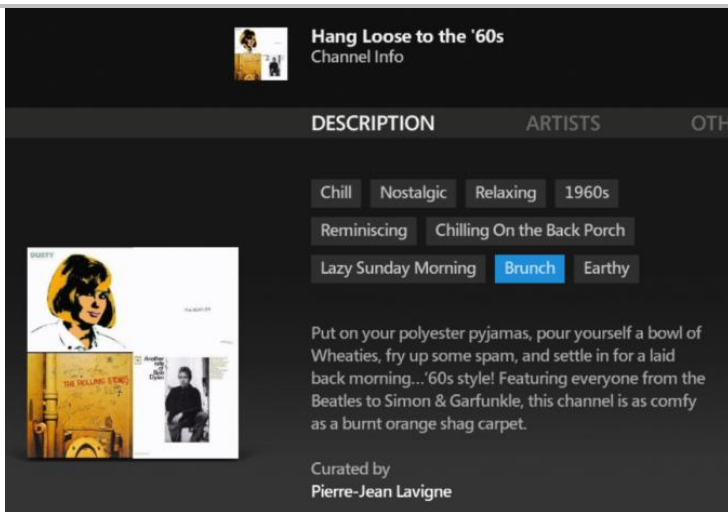 Hang Loose to the '60s
Channel Info
DESCRIPTION
ARTISTS
OTH
Chill
Nostalgic
Relaxing
1960s
Reminiscing
Chilling On the Back Porch
Lazy Sunday Morning
Brunch
Earthy
DUSTY
The BEATLES
THE ROLLING STONES
Another
side
of
Bob
Dylan
Put on your polyester pyjamas, pour yourself a bowl of
Wheaties, fry up some spam, and settle in for a laid
back morning...'60s style! Featuring everyone from the
Beatles to Simon & Garfunkle, this channel is as comfy
as a burnt orange shag carpet.
Curated by
Pierre-Jean Lavigne